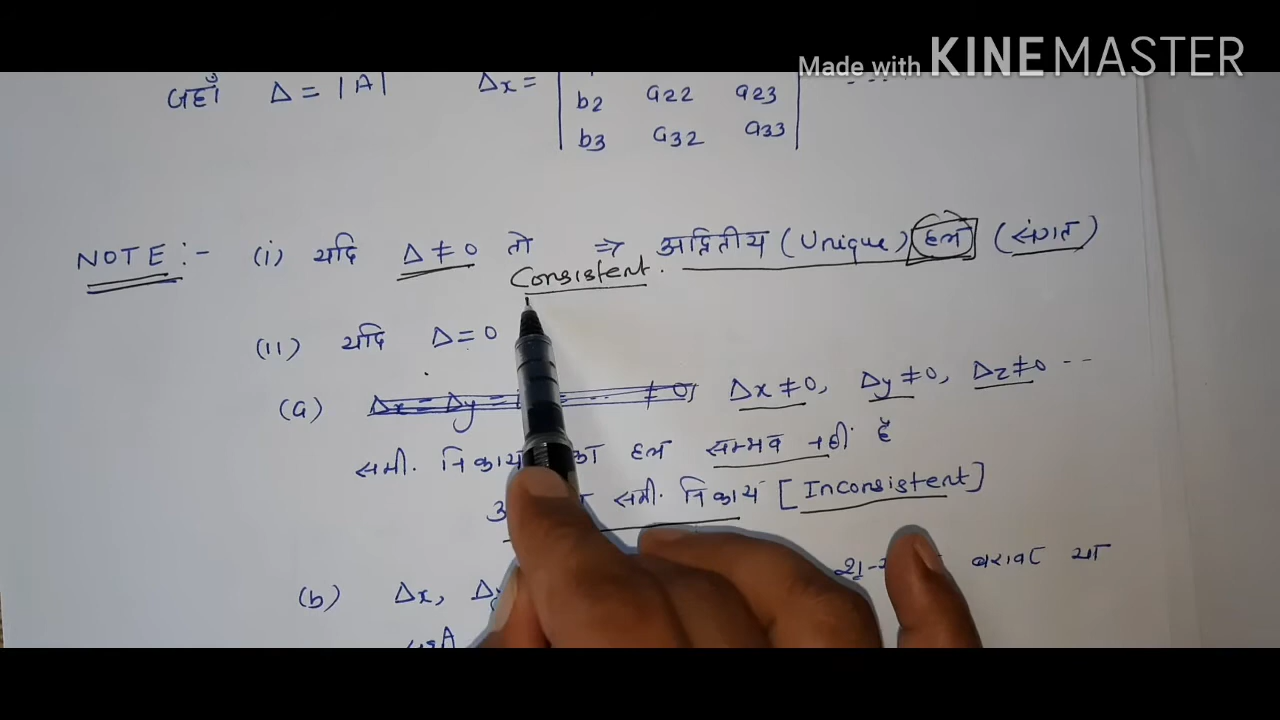 Made with KINEMASTER
जहाँ Δ = |A| Δx =
b2 a22 a23
b3 a32 a33
NOTE :- (i) यदि Δ ≠ 0 तो ⇒ अद्वितीय (Unique) हल (संगत)
Consistent.
(ii) यदि Δ = 0
(a) Δx ≠ 0, Δy ≠ 0, Δz ≠ 0 ---
समी. निकाय का हल सम्भव नहीं है
समी. निकाय [Inconsistent]
(b) Δx, बराबर या